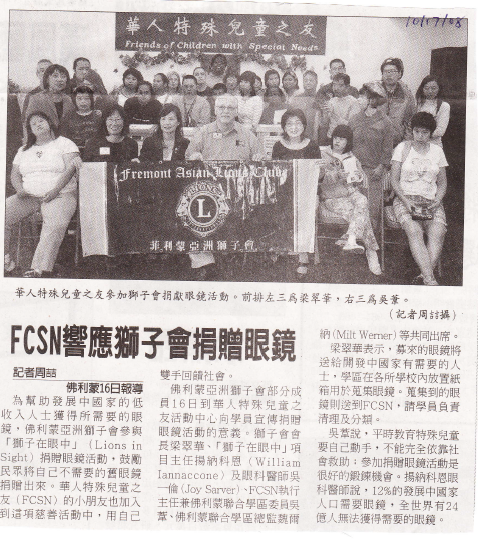 10/17/08
華人特殊兒童之友
Friends of Children with Special Needs
Fremont Asian Lions Club
L
菲利蒙亞洲獅子會
華人特殊兒童之友參加獅子會捐獻眼鏡活動。前排左三爲梁翠華，右三爲吳葦。
（記者周喆攝）
FCSN響應獅子會捐贈眼鏡
記者周喆
佛利蒙16日報導
為幫助發展中國家的低
收入人士獲得所需要的眼
鏡，佛利蒙亞洲獅子會參與
「獅子在眼中」(Lions in
Sight) 捐贈眼鏡活動，鼓勵
民眾將自己不需要的舊眼鏡
捐贈出來。華人特殊兒童之
友 (FCSN) 的小朋友也加入
到這項慈善活動中，用自己
雙手回饋社會。
佛利蒙亞洲獅子會部分成
員16日到華人特殊兒童之
友活動中心向學員宣傳捐贈
眼鏡活動的意義。獅子會會
長梁翠華、「獅子在眼中」項
目主任揚納科恩 (William
Iannaccone) 及眼科醫師吳
一倫 (Joy Sarver)、FCSN執行
主任兼佛利蒙聯合學區委員吳
葦、佛利蒙聯合學區總監魏爾
納 (Milt Werner) 等共同出席。
梁翠華表示，募來的眼鏡將
送給開發中國家有需要的人
士，學區在各所學校內放置紙
箱用於蒐集眼鏡。蒐集到的眼
鏡則送到FCSN，請學員負責
清理及分類。
吳葦說，平時教育特殊兒童
要自己動手，不能完全依靠社
會救助。參加捐贈眼鏡活動是
很好的鍛鍊機會。揚納科恩眼
科醫師說，12%的發展中國家
人口需要眼鏡，全世界有24
億人無法獲得需要的眼鏡。